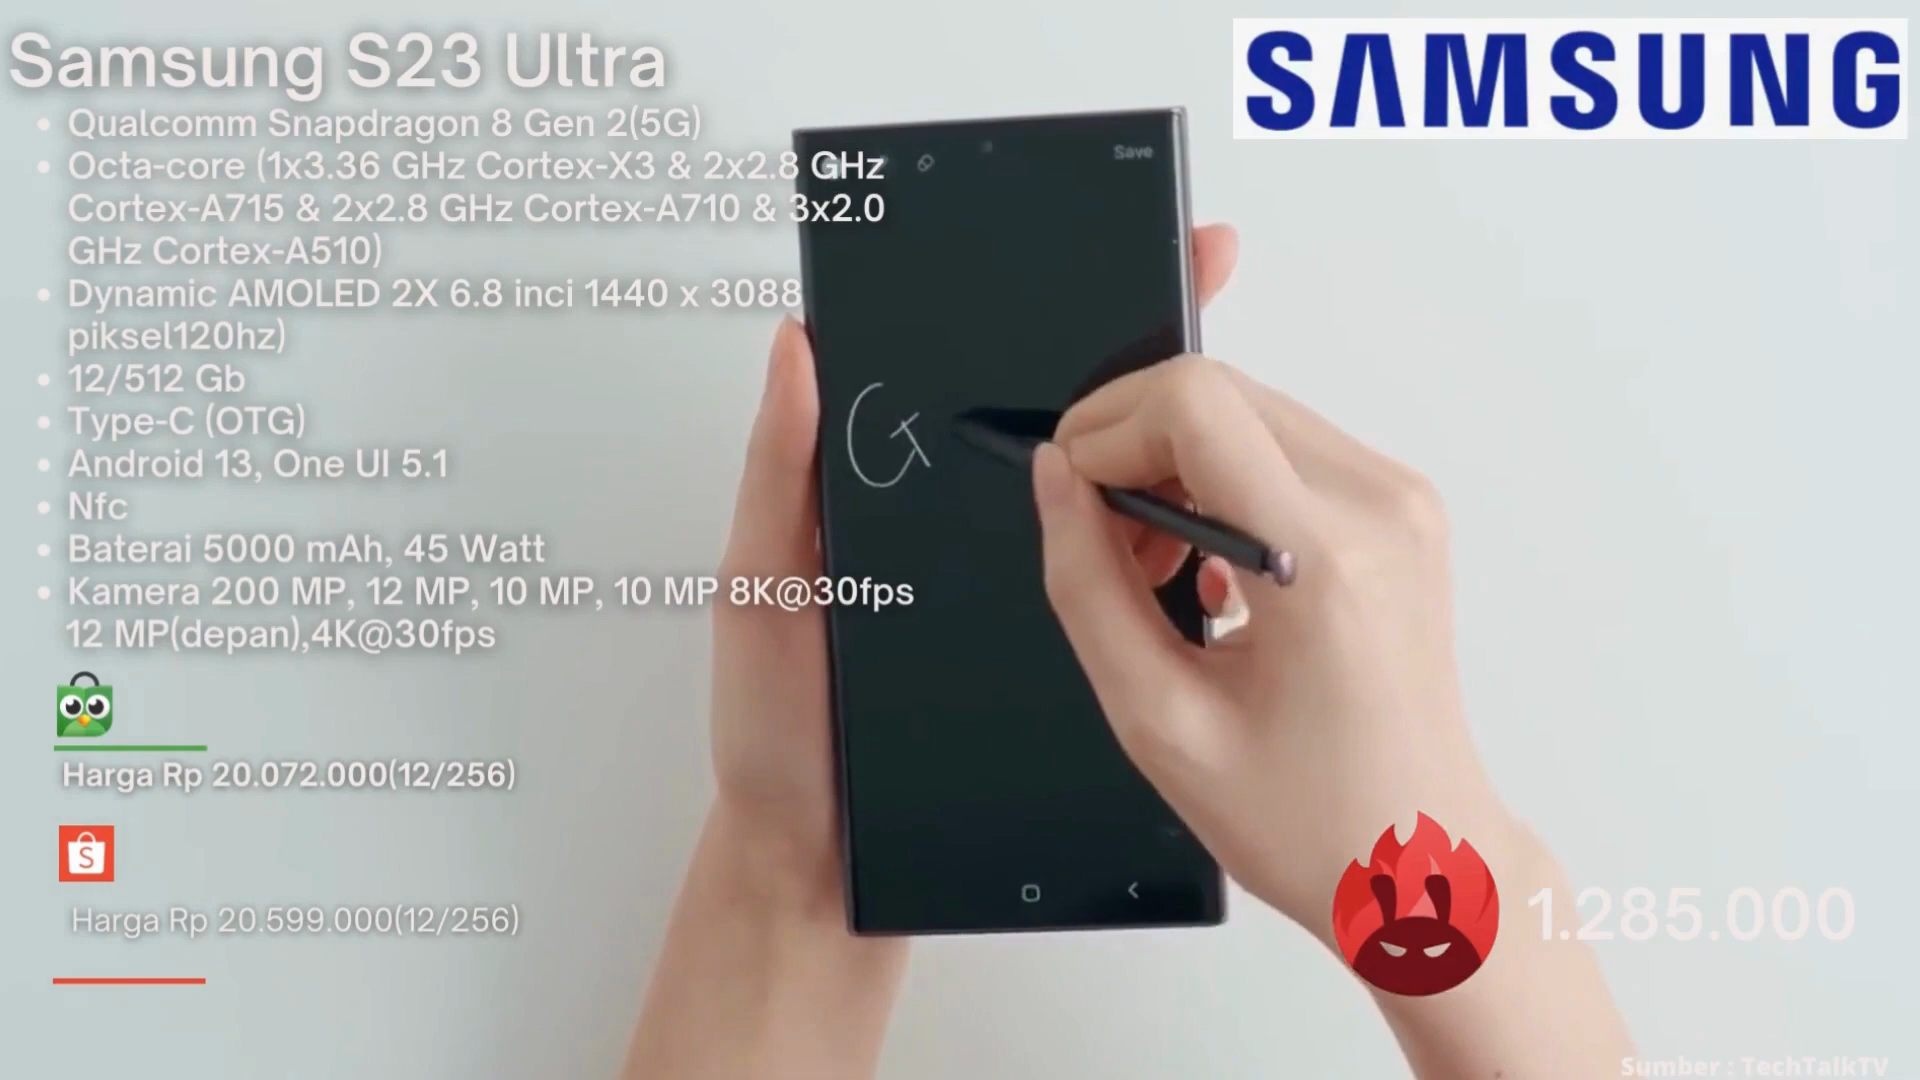 Samsung S23 Ultra
SAMSUNG
Qualcomm Snapdragon 8 Gen 2(5G)
Octa-core (1x3.36 GHz Cortex-X3 & 2x2.8 GHz
Cortex-A715 & 2x2.8 GHz Cortex-A710 & 3x2.0
GHz Cortex-A510)
Dynamic AMOLED 2X 6.8 inci 1440 x 3088
piksel120hz)
12/512 Gb
Type-C (OTG)
Android 13, One UI 5.1
Nfc
Baterai 5000 mAh, 45 Watt
Kamera 200 MP, 12 MP, 10 MP, 10 MP 8K@30fps
12 MP(depan),4K@30fps
Save
G
Harga Rp 20.072.000(12/256)
S
Harga Rp 20.599.000(12/256)
1.285.000
Sumber : TechTalkTV